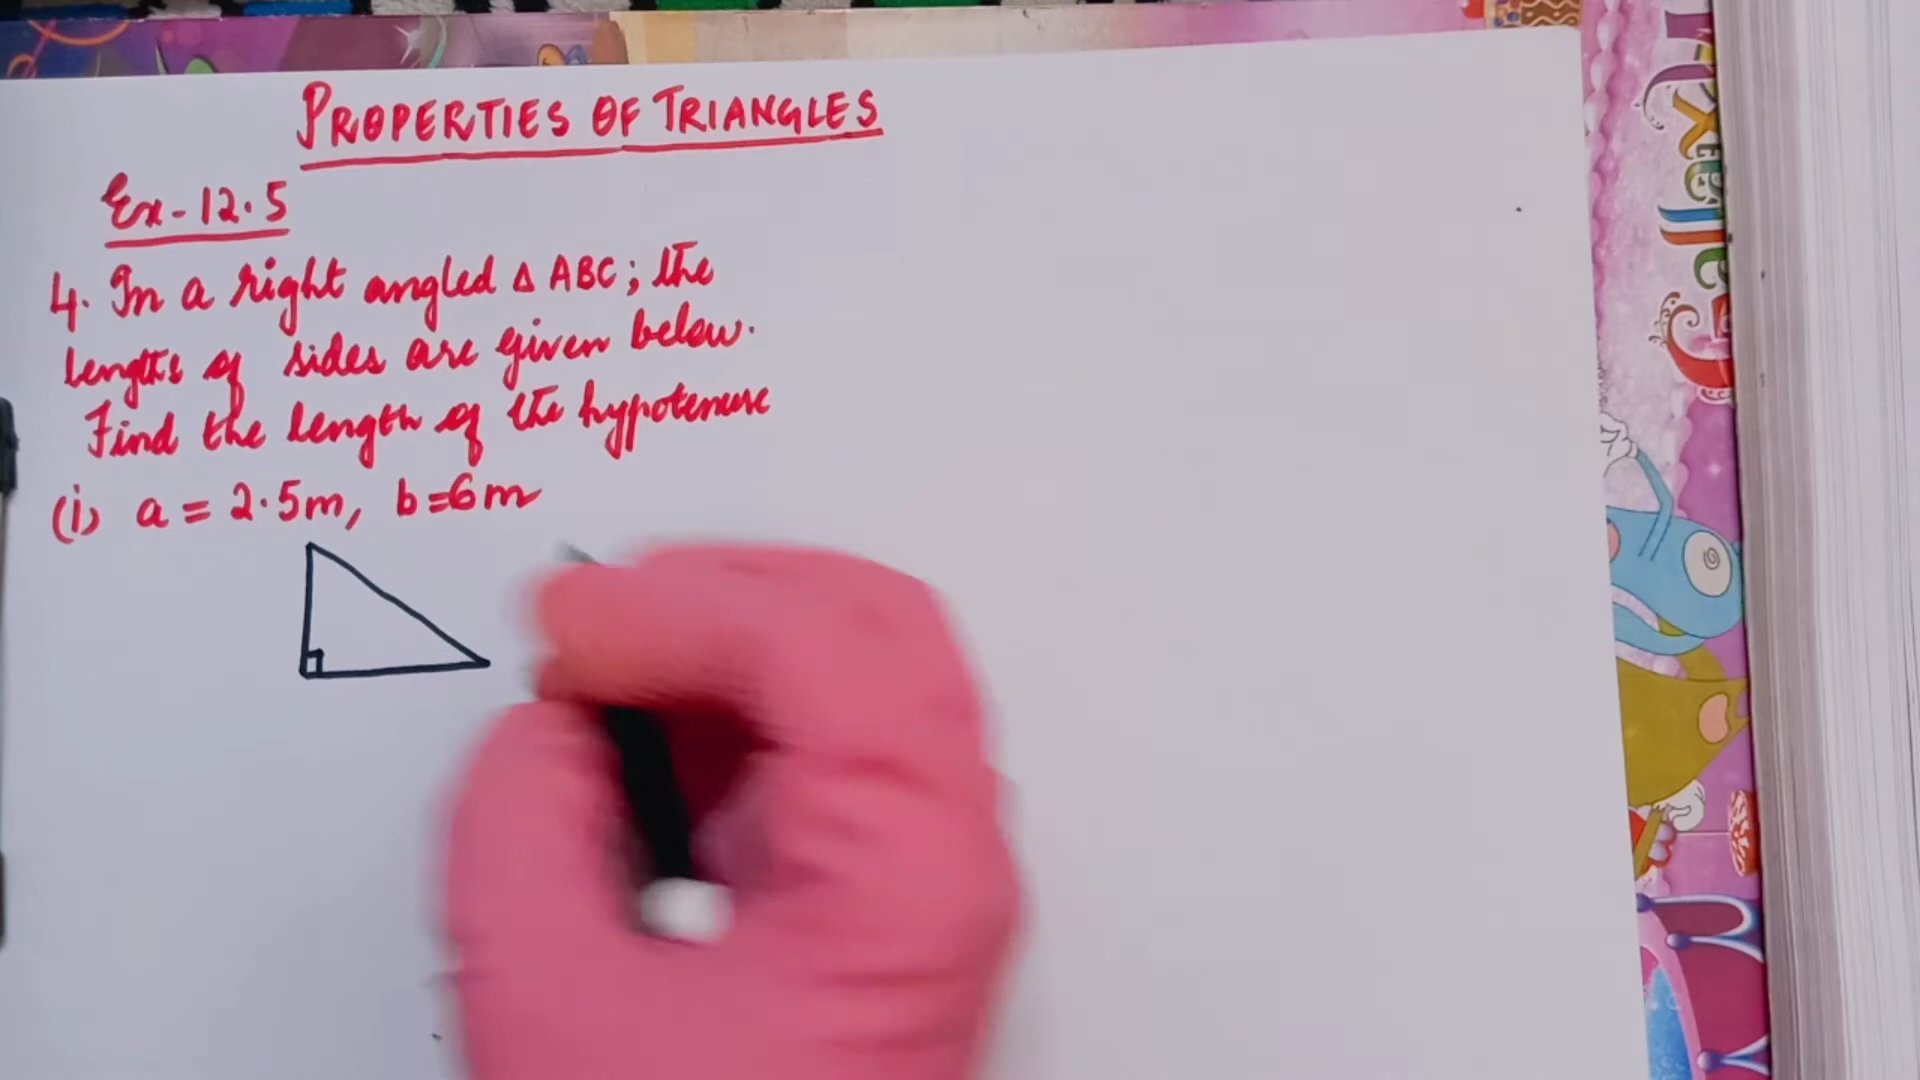 PROPERTIES OF TRIANGLES
Ex-12.5
4. In a right angled △ ABC; the
lengths of sides are given below.
Find the length of the hypotenuse
(i) a = 2.5m, b=6m